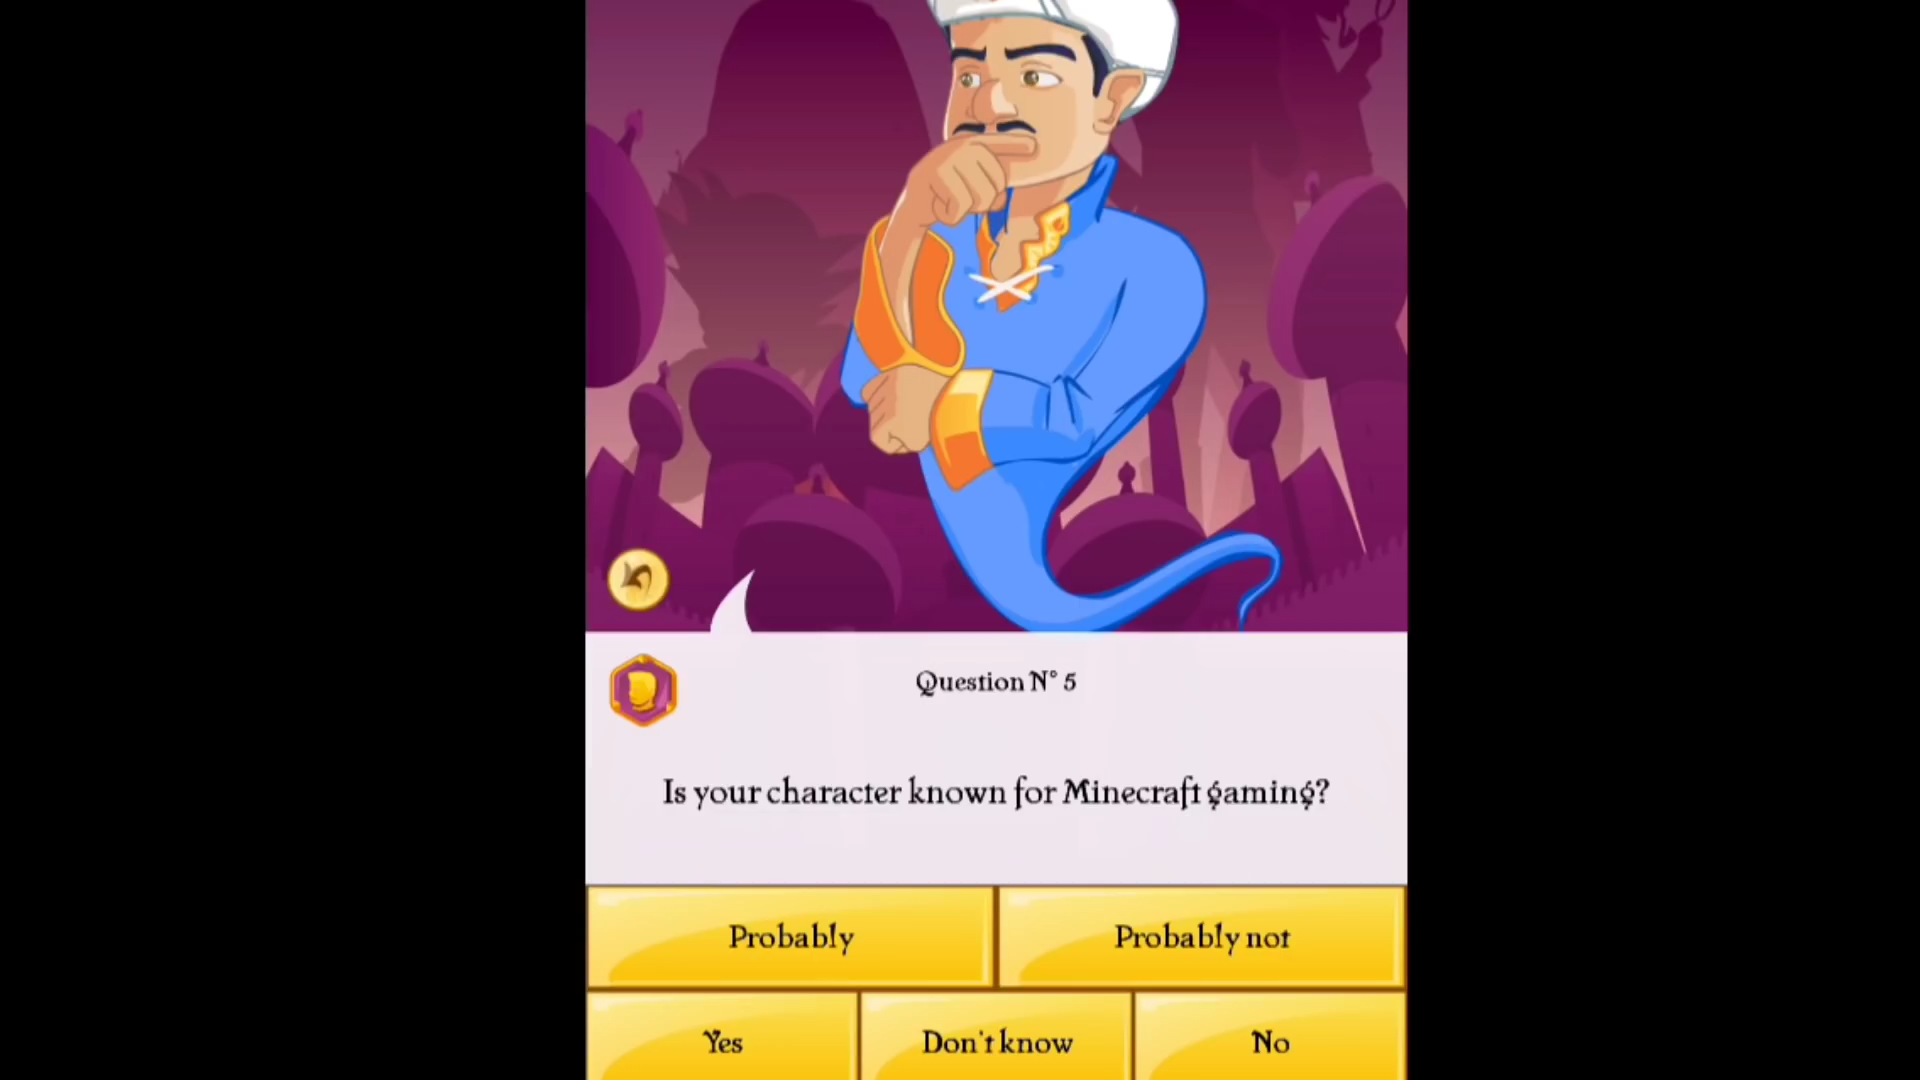 Question N° 5
Is your character known for Minecraft gaming?
Probably
Probably not
Yes
Don't know
No